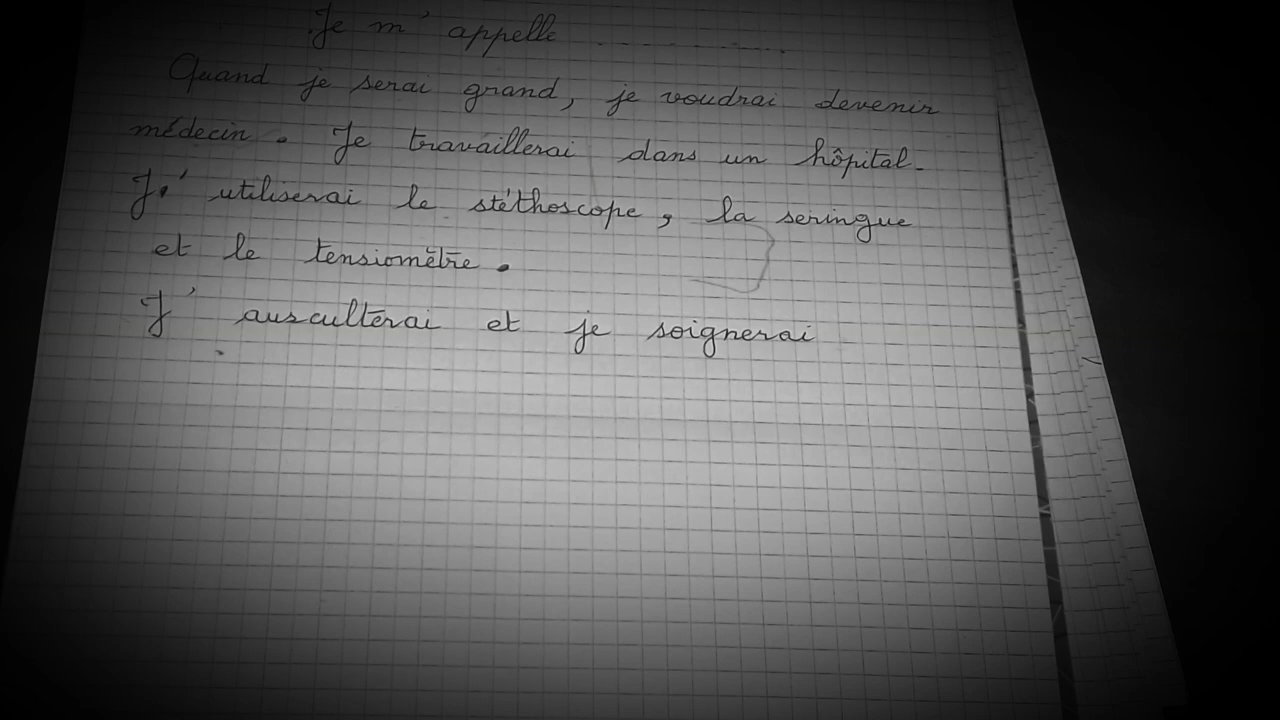 Je m' appelle ..............
Quand je serai grand, je voudrai devenir
médecin. Je travaillerai dans un hôpital.
J' utiliserai le stéthoscope, la seringue
et le tensiomètre.
J' ausculterai et je soignerai